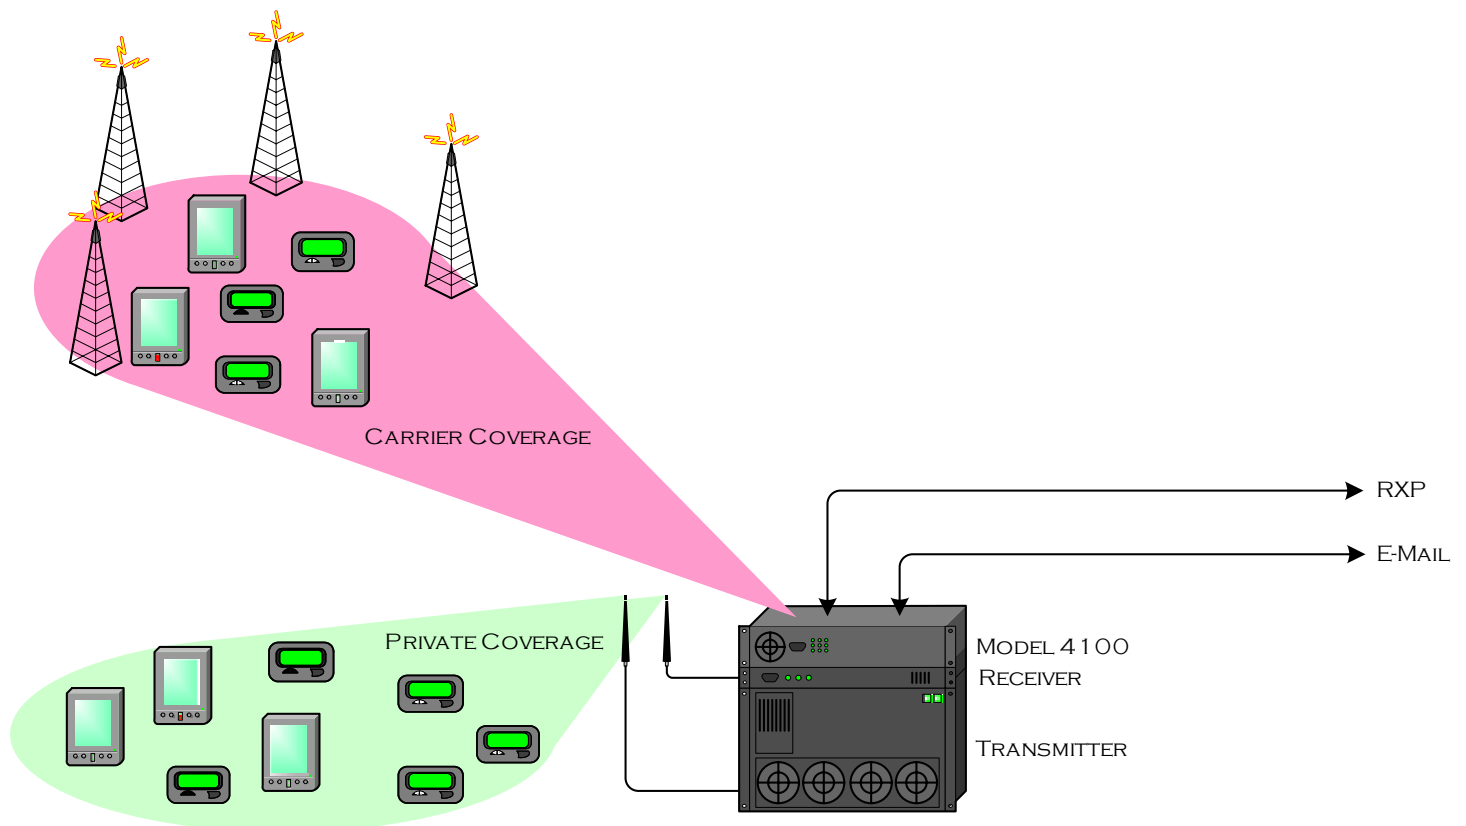 Carrier Coverage
RXP
E-Mail
Private Coverage
Model 4100
Receiver
Transmitter